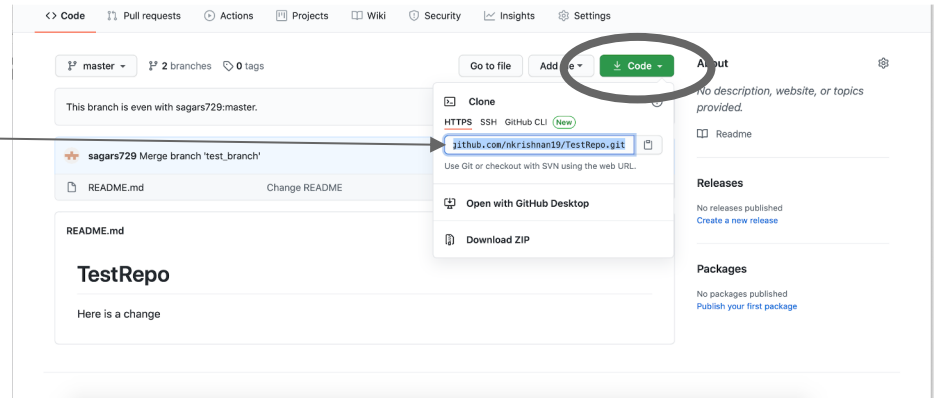 <> Code Pull requests Actions Projects Wiki Security Insights Settings
master 2 branches 0 tags Go to file Add Code About
This branch is even with sagars729:master.
No description, website, or topics
provided.
Readme
Clone
HTTPS SSH GitHub CLI New
github.com/nkrishnan19/TestRepo.git
Use Git or checkout with SVN using the web URL.
sagars729 Merge branch 'test_branch'
README.md Change README
Open with GitHub Desktop
Download ZIP
Releases
No releases published
Create a new release
README.md
TestRepo
Here is a change
Packages
No packages published
Publish your first package